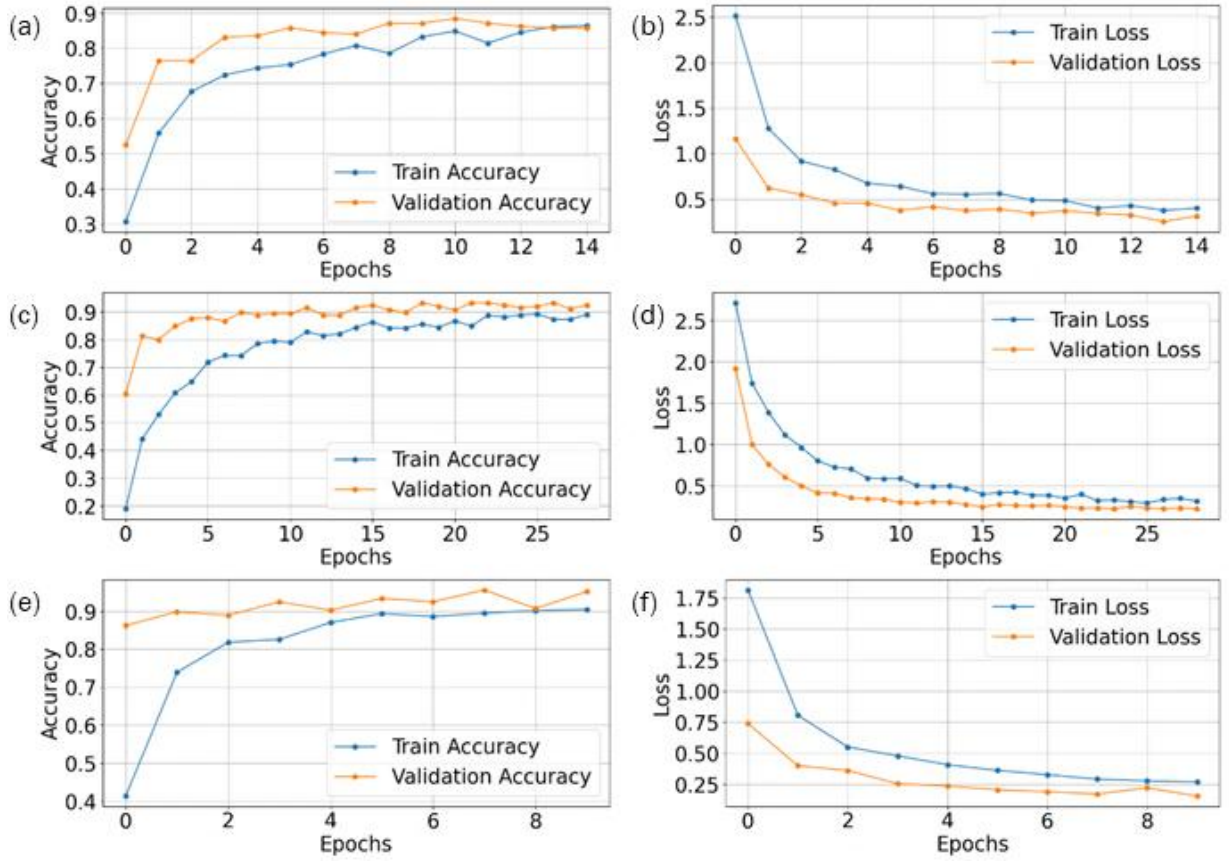 (a)
Accuracy
0.9
0.8
0.7
0.6
0.5
0.4
0.3
Train Accuracy
Validation Accuracy
0 2 4 6 8 10 12 14
Epochs
(b)
Loss
2.5
2.0
1.5
1.0
0.5
Train Loss
Validation Loss
0 2 4 6 8 10 12 14
Epochs
(c)
Accuracy
0.9
0.8
0.7
0.6
0.5
0.4
0.3
0.2
Train Accuracy
Validation Accuracy
0 5 10 15 20 25
Epochs
(d)
Loss
2.5
2.0
1.5
1.0
0.5
Train Loss
Validation Loss
0 5 10 15 20 25
Epochs
(e)
Accuracy
0.9
0.8
0.7
0.6
0.5
0.4
Train Accuracy
Validation Accuracy
0 2 4 6 8
Epochs
(f)
Loss
1.75
1.50
1.25
1.00
0.75
0.50
0.25
Train Loss
Validation Loss
0 2 4 6 8
Epochs